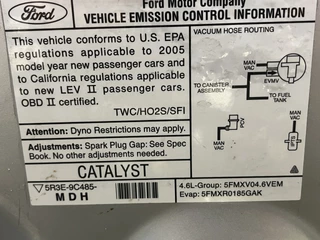 Ford
Ford Motor Company
VEHICLE EMISSION CONTROL INFORMATION
This vehicle conforms to U.S. EPA
regulations applicable to 2005
model year new passenger cars and
to California regulations applicable
to new LEV II passenger cars.
OBD II certified.
TWC/HO2S/SFI
Attention: Dyno Restrictions may apply.
Adjustments: Spark Plug Gap: See Spec
Book. No other adjustments needed.
CATALYST
5R3E-9C485-
MDH
VACUUM HOSE ROUTING
MAN
VAC
EVMV
TO CANISTER
ASSEMBLY
TO FUEL
TANK
MAN
VAC
PCV
MAN
VAC
4.6L-Group: 5FMXV04.6VEM
Evap: 5FMXR0185GAK